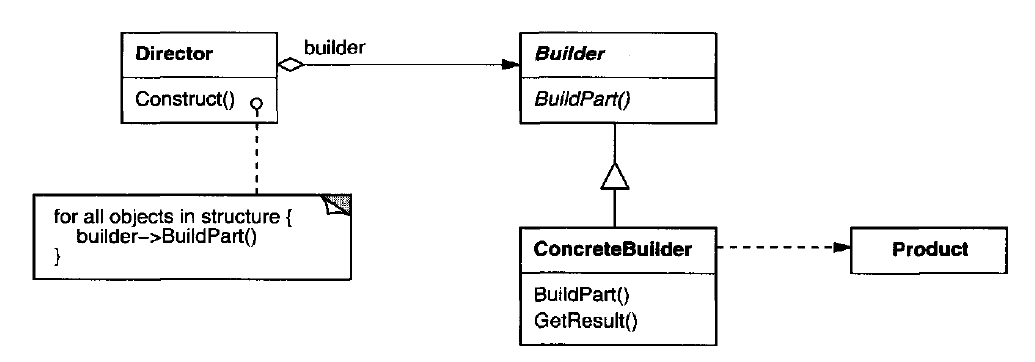 Director
builder
Builder
Construct()
BuildPart()
for all objects in structure {
builder->BuildPart()
}
ConcreteBuilder
Product
BuildPart()
GetResult()